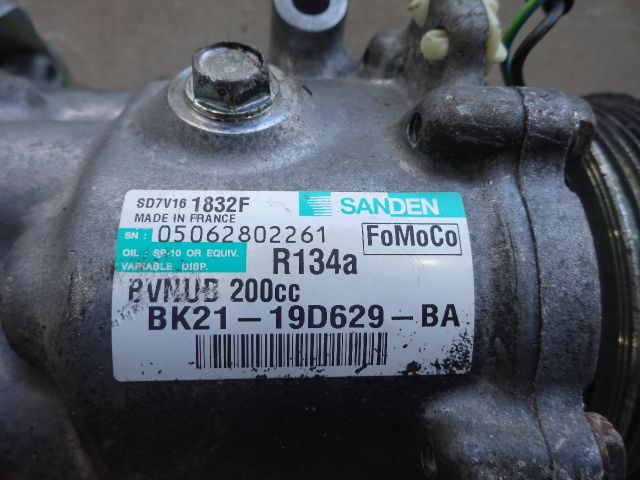 SD7V16 1832F SANDEN
MADE IN FRANCE
SN : 05062802261 FoMoCo
OIL : SP-10 OR EQUIV. R134a
VARIABLE DISP.
BVNUB 200cc
BK21-19D629-BA